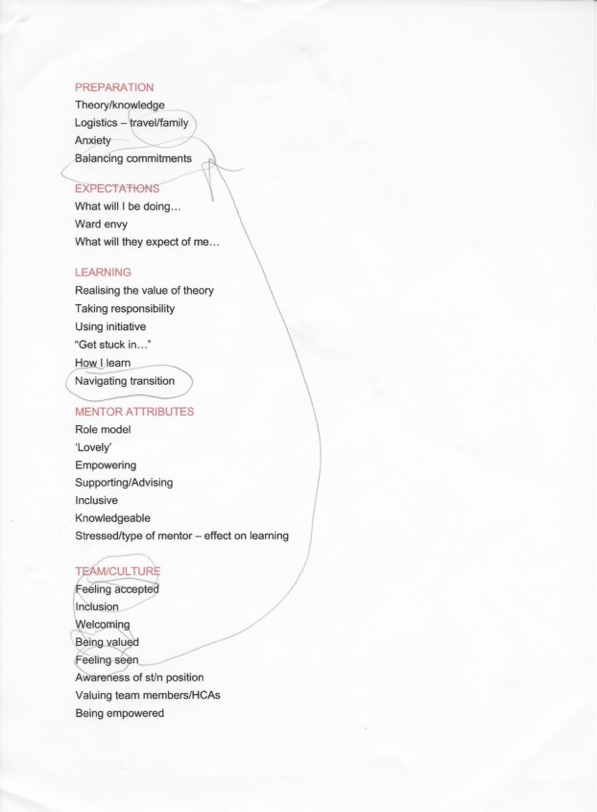 PREPARATION
Theory/knowledge
Logistics – travel/family
Anxiety
Balancing commitments
EXPECTATIONS
What will I be doing…
Ward envy
What will they expect of me…
LEARNING
Realising the value of theory
Taking responsibility
Using initiative
“Get stuck in…”
How I learn
Navigating transition
MENTOR ATTRIBUTES
Role model
‘Lovely’
Empowering
Supporting/Advising
Inclusive
Knowledgeable
Stressed/type of mentor – effect on learning
TEAM/CULTURE
Feeling accepted
Inclusion
Welcoming
Being valued
Feeling seen
Awareness of st/n position
Valuing team members/HCAs
Being empowered